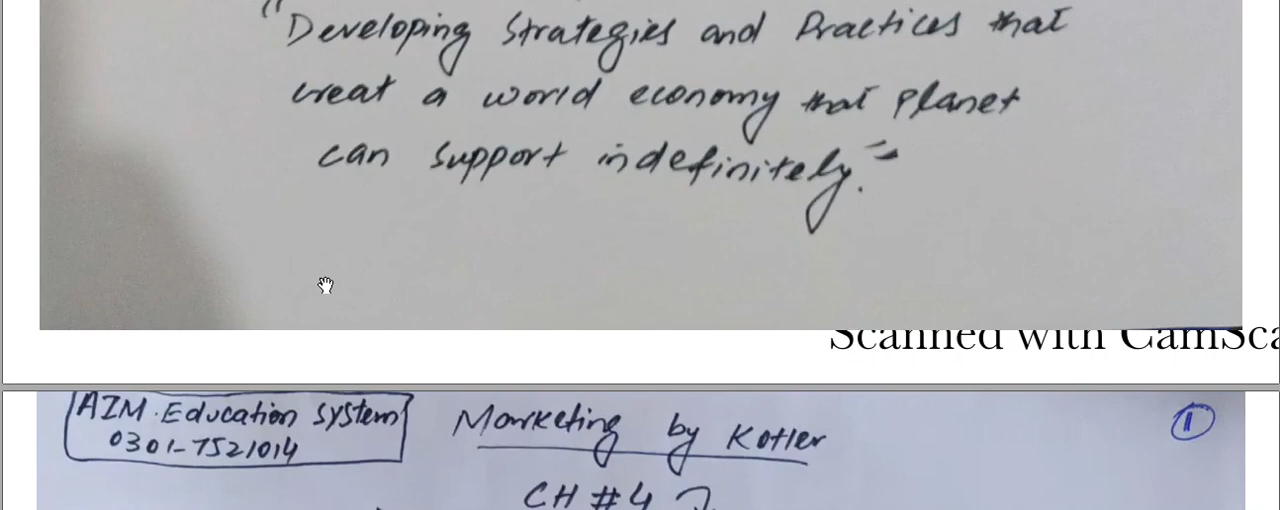 "Developing Strategies and Practices that
creat a world economy that planet
can support indefinitely."
Scanned with CamSca
AIM Education System
0301-7521014
Marketing by Kotler
1
CH #4